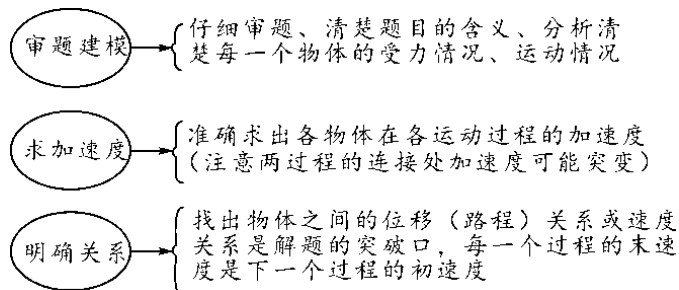 审题建模
仔细审题、清楚题目的含义、分析清
楚每一个物体的受力情况、运动情况
求加速度
准确求出各物体在各运动过程的加速度
(注意两过程的连接处加速度可能突变)
明确关系
找出物体之间的位移(路程)关系或速度
关系是解题的突破口，每一个过程的末速
度是下一个过程的初速度